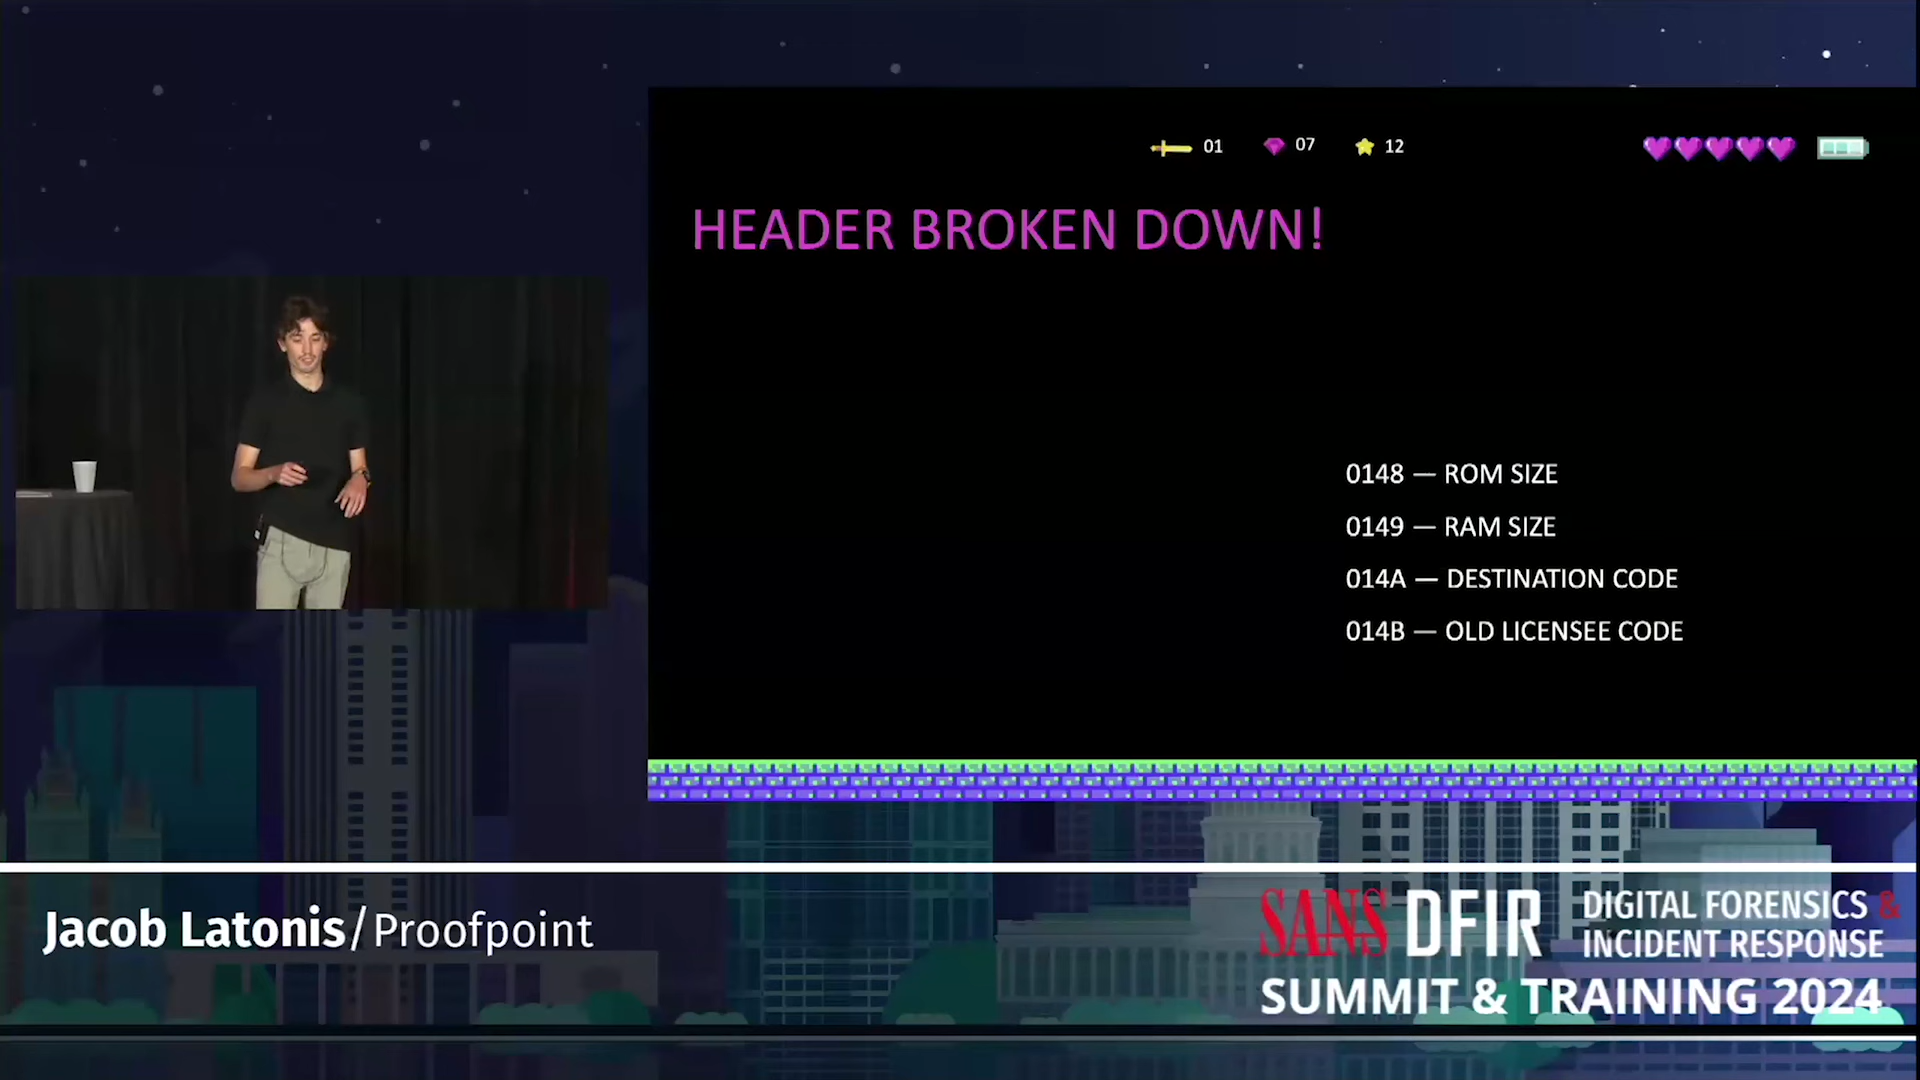 01 07 12
HEADER BROKEN DOWN!
0148 — ROM SIZE
0149 — RAM SIZE
014A — DESTINATION CODE
014B — OLD LICENSEE CODE
Jacob Latonis/Proofpoint
SANS DFIR
DIGITAL FORENSICS &
INCIDENT RESPONSE
SUMMIT & TRAINING 2024